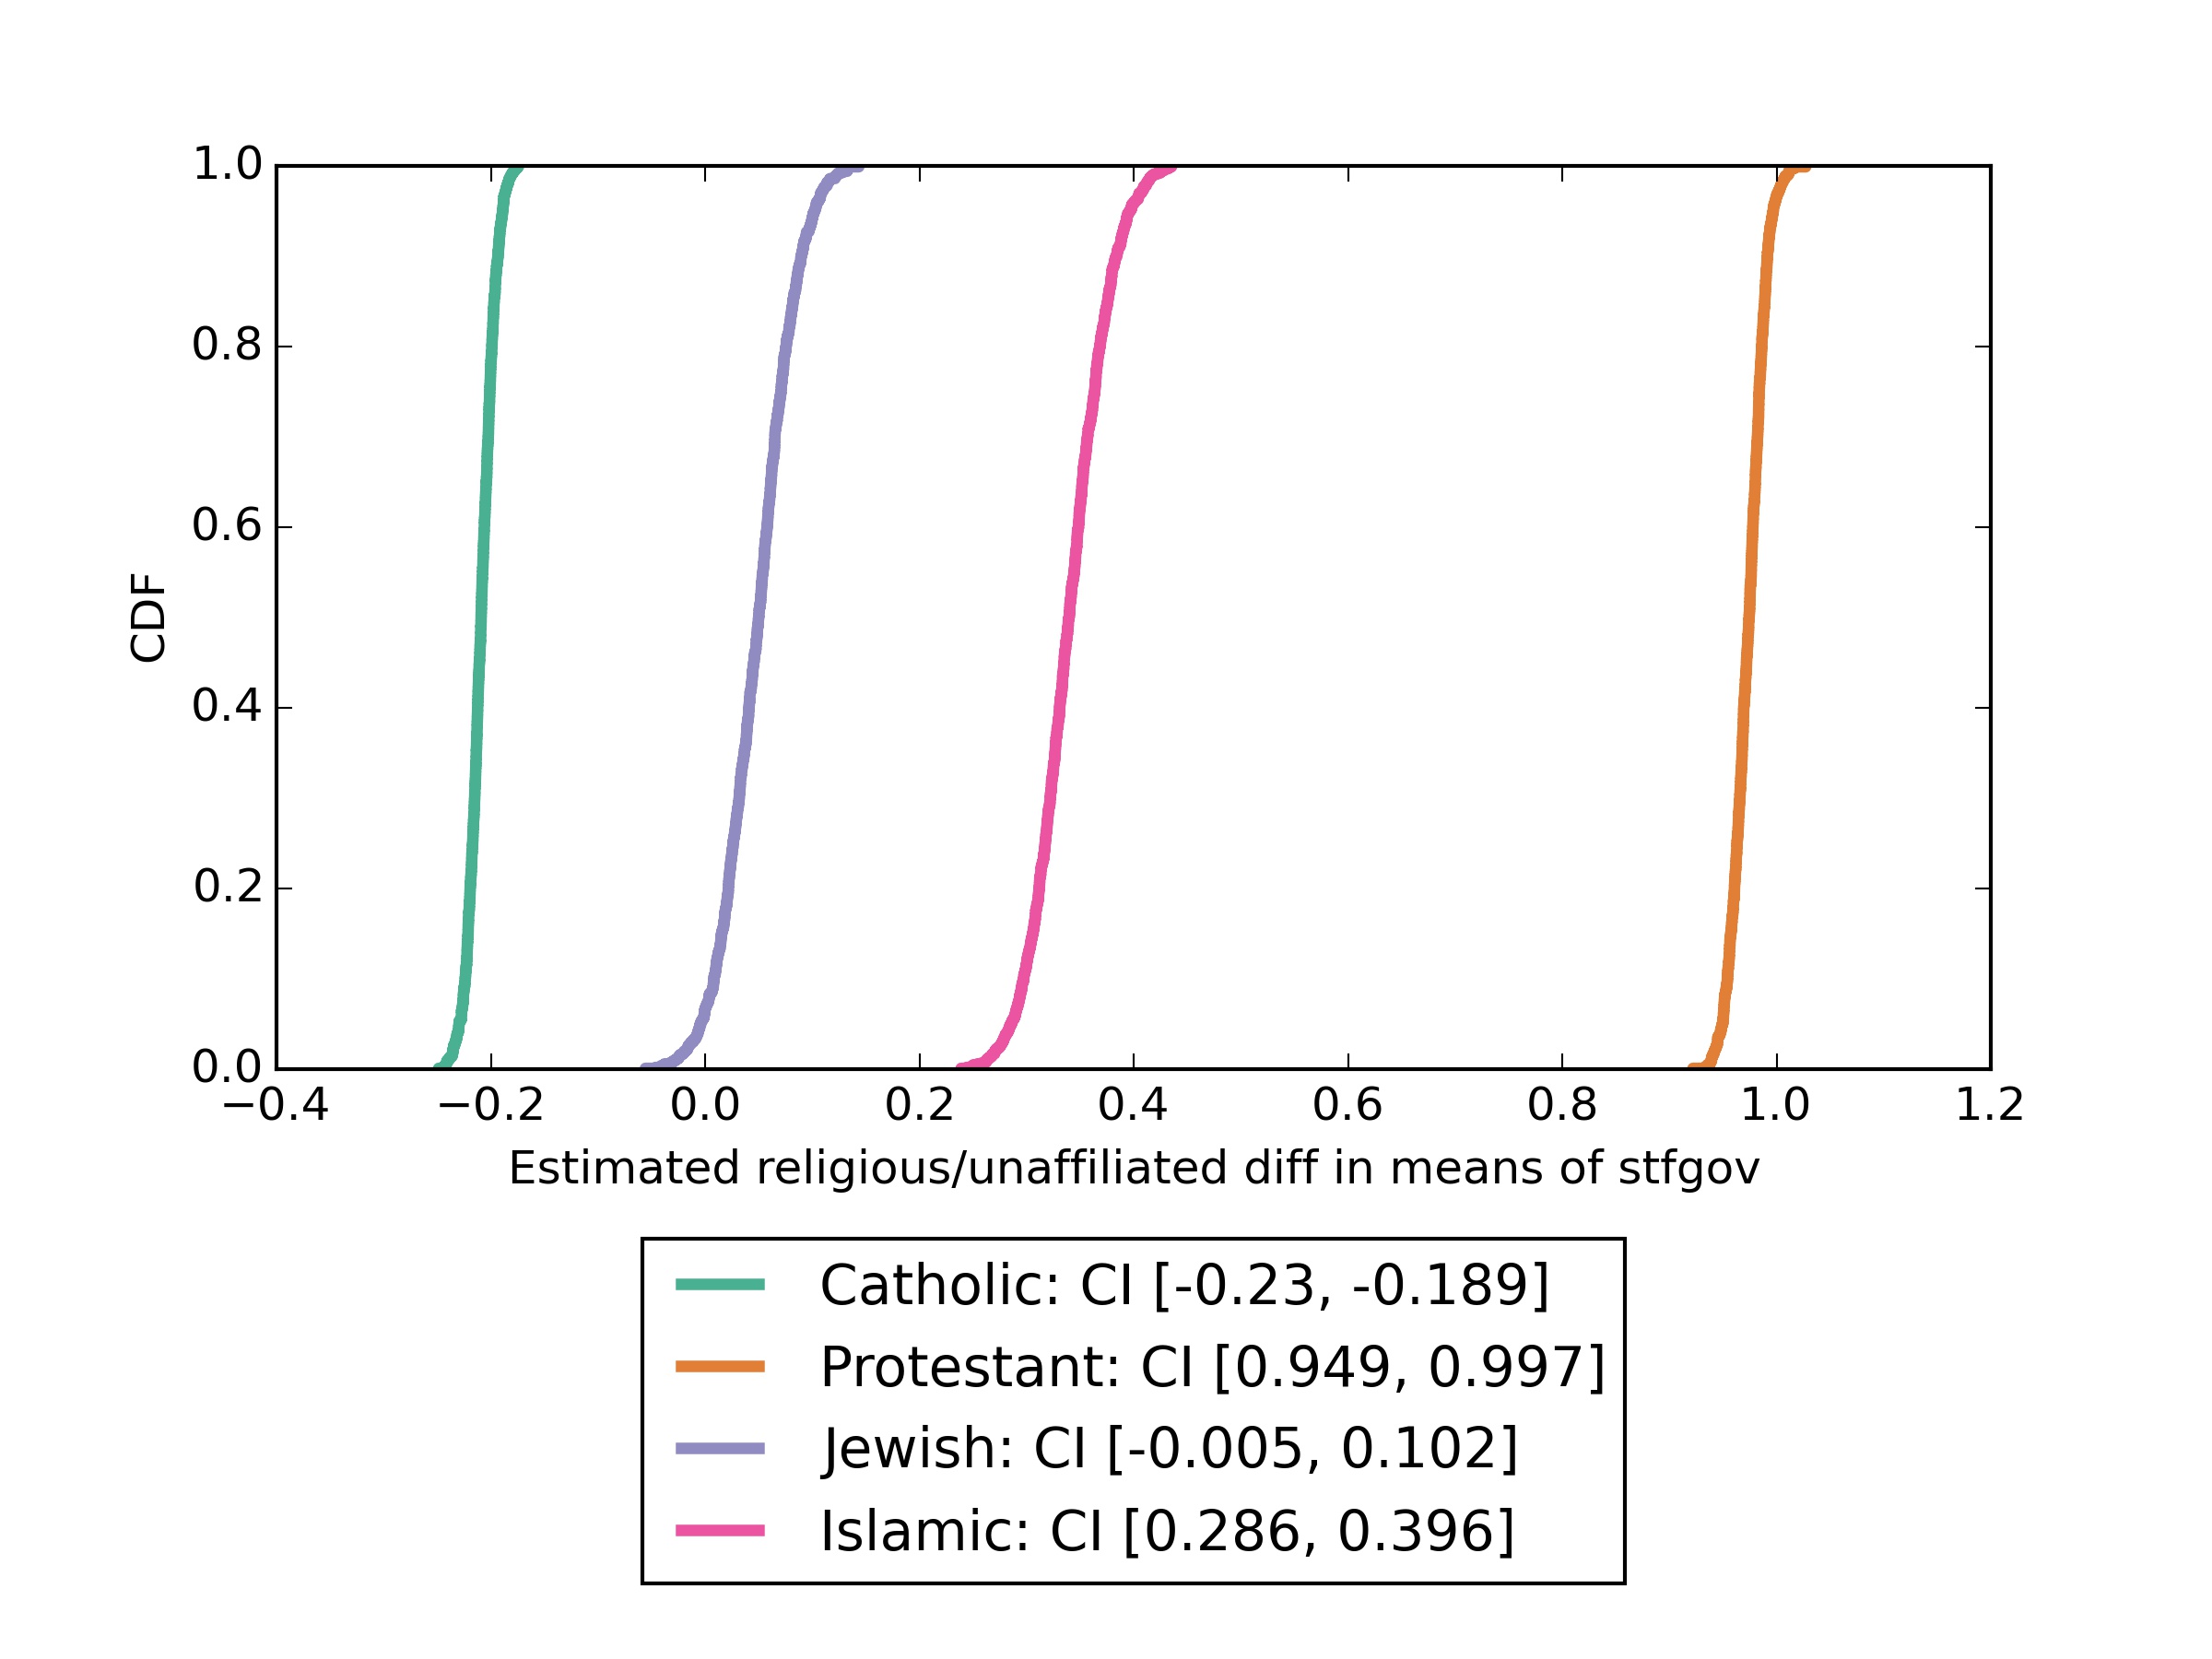 1.0
0.8
0.6
0.4
0.2
0.0
CDF
−0.4 −0.2 0.0 0.2 0.4 0.6 0.8 1.0 1.2
Estimated religious/unaffiliated diff in means of stfgov
Catholic: CI [-0.23, -0.189]
Protestant: CI [0.949, 0.997]
Jewish: CI [-0.005, 0.102]
Islamic: CI [0.286, 0.396]